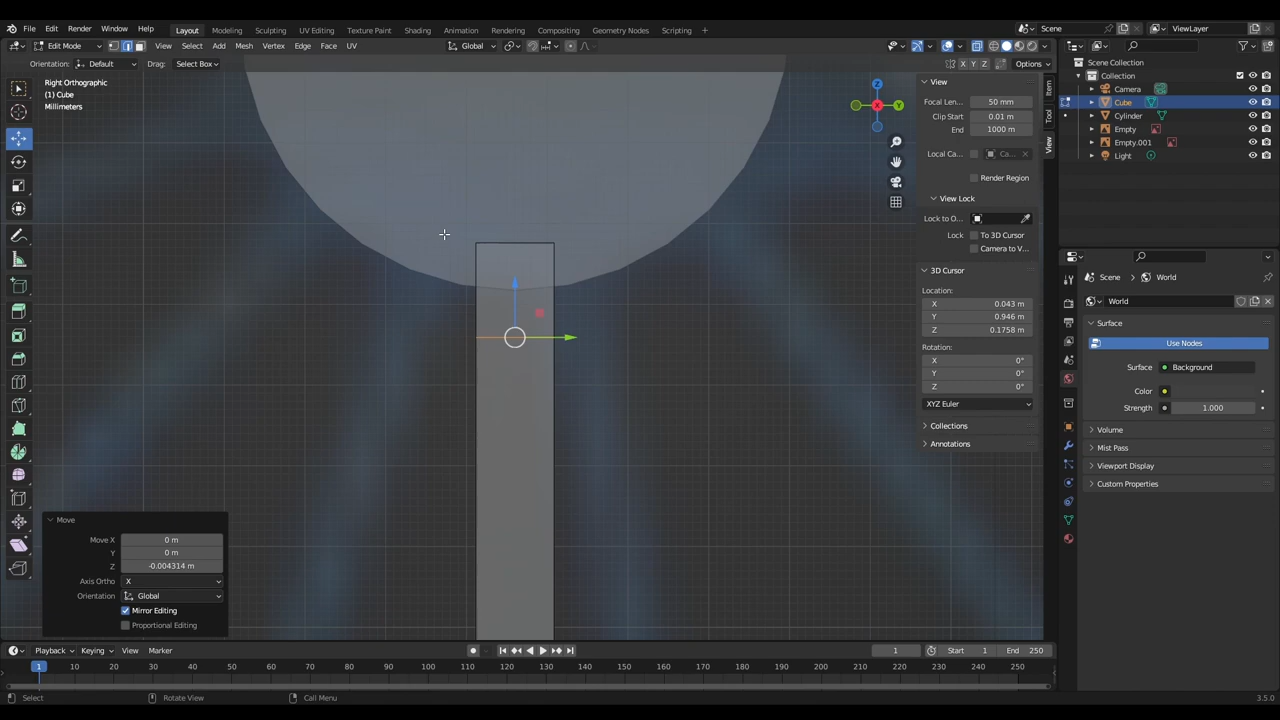 File Edit Render Window Help Layout Modeling Sculpting UV Editing Texture Paint Shading Animation Rendering Compositing Geometry Nodes Scripting + Scene ViewLayer
Edit Mode View Select Add Mesh Vertex Edge Face UV Global
Orientation: Default Drag: Select Box X Y Z Options
Right Orthographic
(1) Cube
Millimeters
Z
Y
X
Item
Tool
View
View
Focal Len... 50 mm
Clip Start 0.01 m
End 1000 m
Local Ca... Ca...
Render Region
View Lock
Lock to O...
Lock To 3D Cursor
Camera to V...
3D Cursor
Location:
X 0.043 m
Y 0.946 m
Z 0.1758 m
Rotation:
X 0°
Y 0°
Z 0°
XYZ Euler
Collections
Annotations
Scene Collection
Collection
Camera
Cube
Cylinder
Empty
Empty.001
Light
Scene World
World
Surface
Use Nodes
Surface Background
Color
Strength 1.000
Volume
Mist Pass
Viewport Display
Custom Properties
Move
Move X 0 m
Y 0 m
Z -0.004314 m
Axis Ortho X
Orientation Global
Mirror Editing
Proportional Editing
Playback Keying View Marker 1 Start 1 End 250
1 10 20 30 40 50 60 70 80 90 100 110 120 130 140 150 160 170 180 190 200 210 220 230 240 250
Select Rotate View Call Menu 3.5.0